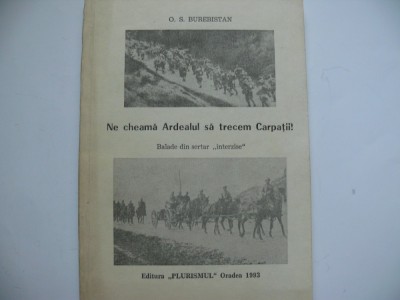 O. S. BUREBISTAN
Ne cheamă Ardealul să trecem Carpații!
Balade din sertar „interzise"
Editura „PLURISMUL" Oradea 1993